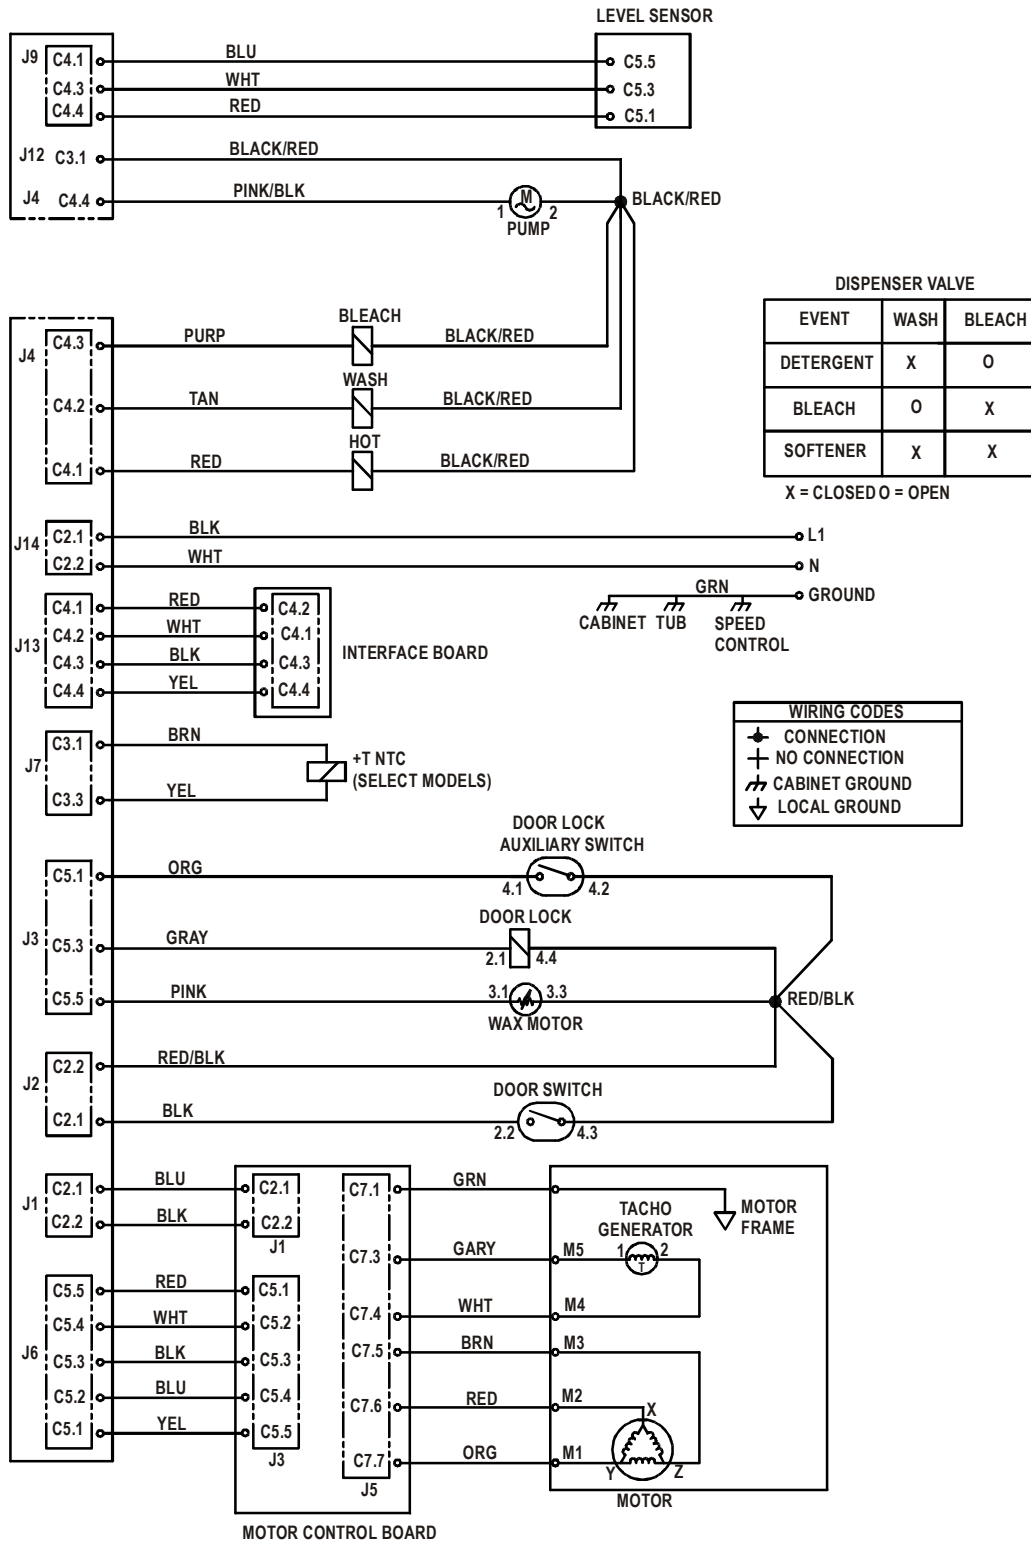 LEVEL SENSOR
J9 C4.1 BLU C5.5
C4.3 WHT C5.3
C4.4 RED C5.1
J12 C3.1 BLACK/RED
J4 C4.4 PINK/BLK 1 M 2 BLACK/RED
PUMP
DISPENSER VALVE
EVENT WASH BLEACH
DETERGENT X O
BLEACH O X
SOFTENER X X
X = CLOSED O = OPEN
BLEACH
J4 C4.3 PURP BLACK/RED
WASH
C4.2 TAN BLACK/RED
HOT
C4.1 RED BLACK/RED
J14 C2.1 BLK L1
C2.2 WHT N
GRN GROUND
CABINET TUB SPEED
CONTROL
J13 C4.1 RED C4.2
C4.2 WHT C4.1
C4.3 BLK C4.3
C4.4 YEL C4.4
INTERFACE BOARD
WIRING CODES
CONNECTION
NO CONNECTION
CABINET GROUND
LOCAL GROUND
J7 C3.1 BRN
+T NTC
(SELECT MODELS)
C3.3 YEL
DOOR LOCK
AUXILIARY SWITCH
J3 C5.1 ORG 4.1 4.2
DOOR LOCK
C5.3 GRAY 2.1 4.4
C5.5 PINK 3.1 3.3 RED/BLK
WAX MOTOR
J2 C2.2 RED/BLK
DOOR SWITCH
C2.1 BLK 2.2 4.3
J1 C2.1 BLU C2.1 C7.1 GRN
C2.2 BLK C2.2
J1
MOTOR
FRAME
TACHO
GENERATOR
C7.3 GARY M5 1 T 2
J6 C5.5 RED C5.1
C5.4 WHT C5.2 C7.4 WHT M4
C5.3 BLK C5.3 C7.5 BRN M3
C5.2 BLU C5.4 C7.6 RED M2 X
C5.1 YEL C5.5 C7.7 ORG M1 Y Z
J3 J5
MOTOR
MOTOR CONTROL BOARD